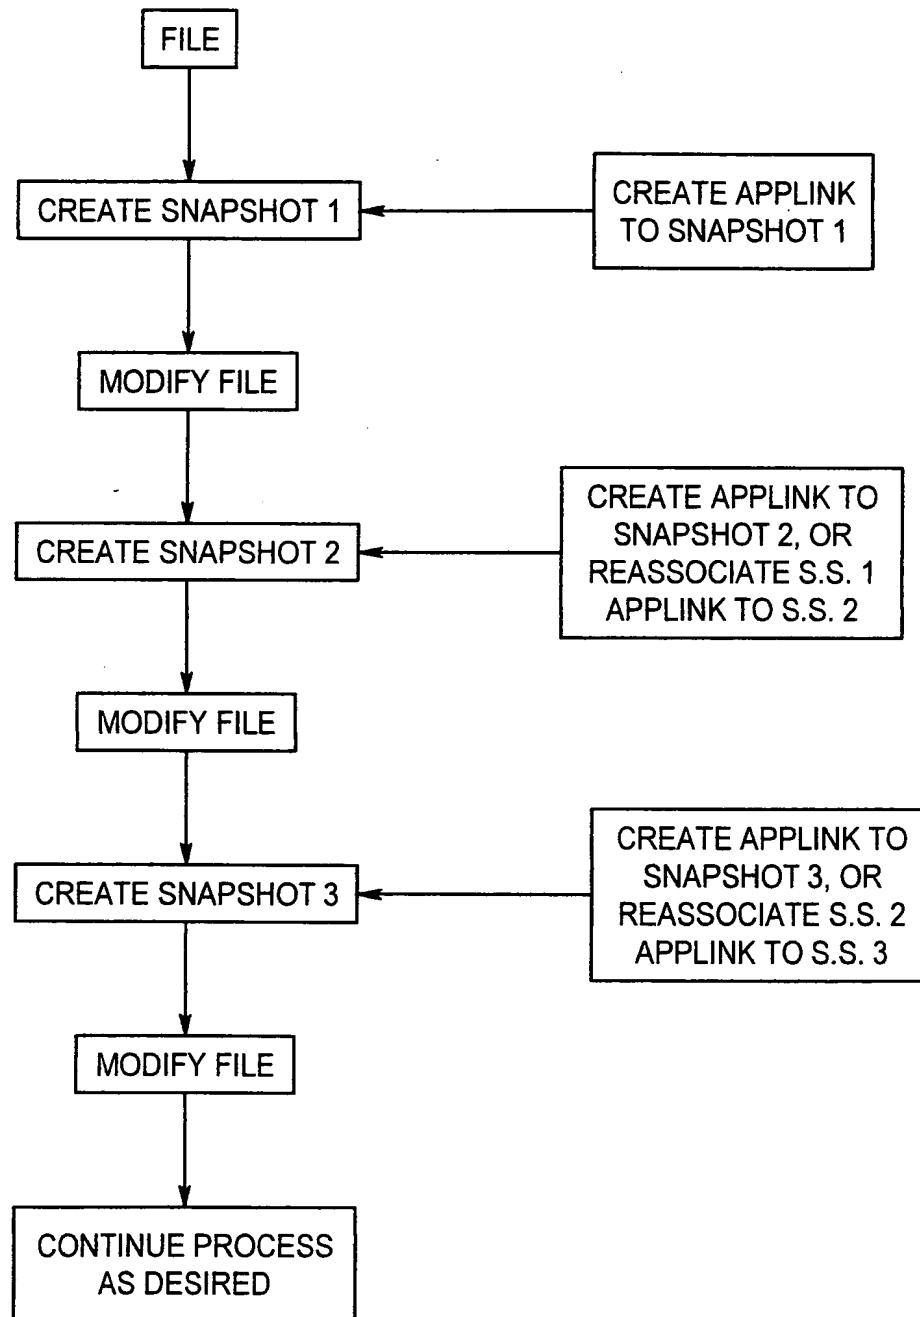 FILE
CREATE SNAPSHOT 1
CREATE APPLINK
TO SNAPSHOT 1
MODIFY FILE
CREATE SNAPSHOT 2
CREATE APPLINK TO
SNAPSHOT 2, OR
REASSOCIATE S.S. 1
APPLINK TO S.S. 2
MODIFY FILE
CREATE SNAPSHOT 3
CREATE APPLINK TO
SNAPSHOT 3, OR
REASSOCIATE S.S. 2
APPLINK TO S.S. 3
MODIFY FILE
CONTINUE PROCESS
AS DESIRED